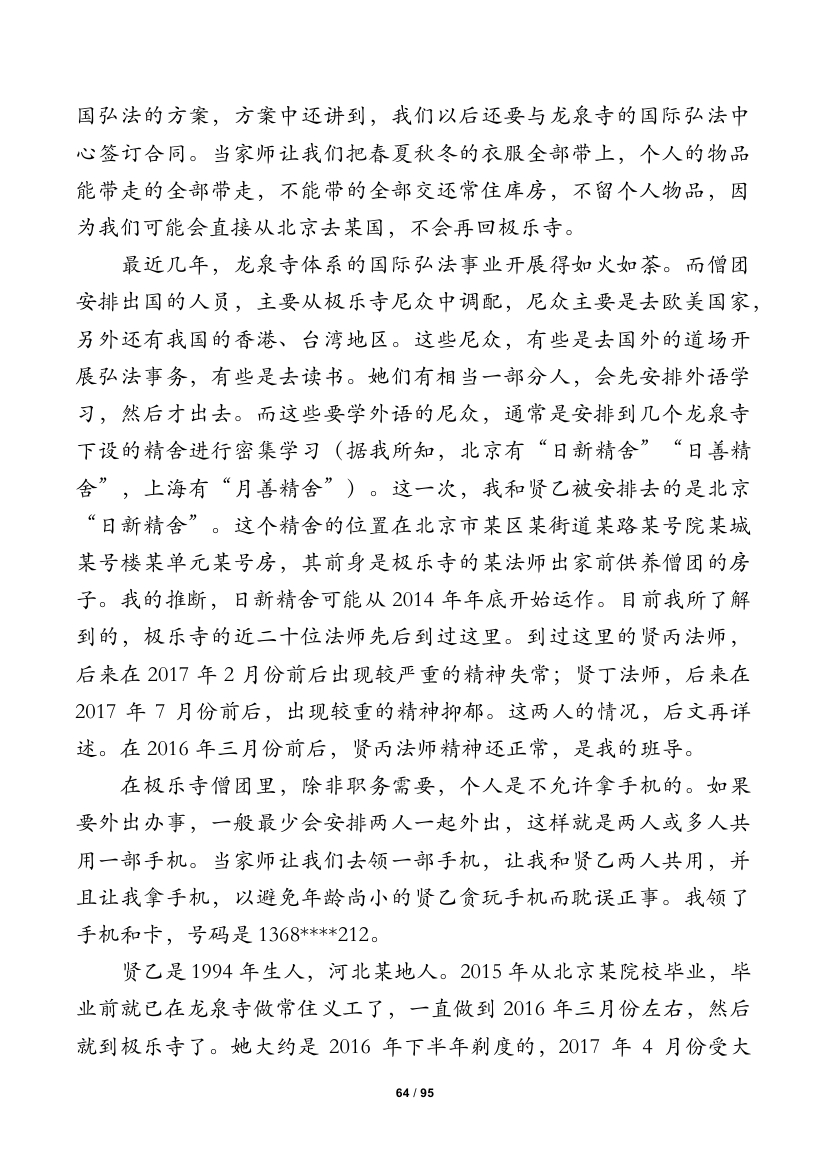 国弘法的方案，方案中还讲到，我们以后还要与龙泉寺的国际弘法中
心签订合同。当家师让我们把春夏秋冬的衣服全部带上，个人的物品
能带走的全部带走，不能带的全部交还常住库房，不留个人物品，因
为我们可能会直接从北京去某国，不会再回极乐寺。
最近几年，龙泉寺体系的国际弘法事业开展得如火如荼。而僧团
安排出国的人员，主要从极乐寺尼众中调配，尼众主要是去欧美国家，
另外还有我国的香港、台湾地区。这些尼众，有些是去国外的道场开
展弘法事务，有些是去读书。她们有相当一部分人，会先安排外语学
习，然后才出去。而这些要学外语的尼众，通常是安排到几个龙泉寺
下设的精舍进行密集学习（据我所知，北京有“日新精舍”“日善精
舍”，上海有“月善精舍”）。这一次，我和贤乙被安排去的是北京
“日新精舍”。这个精舍的位置在北京市某区某街道某路某号院某城
某号楼某单元某号房，其前身是极乐寺的某法师出家前供养僧团的房
子。我的推断，日新精舍可能从 2014 年年底开始运作。目前我所了解
到的，极乐寺的近二十位法师先后到过这里。到过这里的贤丙法师，
后来在 2017 年 2 月份前后出现较严重的精神失常；贤丁法师，后来在
2017 年 7 月份前后，出现较重的精神抑郁。这两人的情况，后文再详
述。在 2016 年三月份前后，贤丙法师精神还正常，是我的班导。
在极乐寺僧团里，除非职务需要，个人是不允许拿手机的。如果
要外出办事，一般最少会安排两人一起外出，这样就是两人或多人共
用一部手机。当家师让我们去领一部手机，让我和贤乙两人共用，并
且让我拿手机，以避免年龄尚小的贤乙贪玩手机而耽误正事。我领了
手机和卡，号码是 1368****212。
贤乙是 1994 年生人，河北某地人。2015 年从北京某院校毕业，毕
业前就已在龙泉寺做常住义工了，一直做到 2016 年三月份左右，然后
就到极乐寺了。她大约是 2016 年下半年剃度的，2017 年 4 月份受大
64 / 95